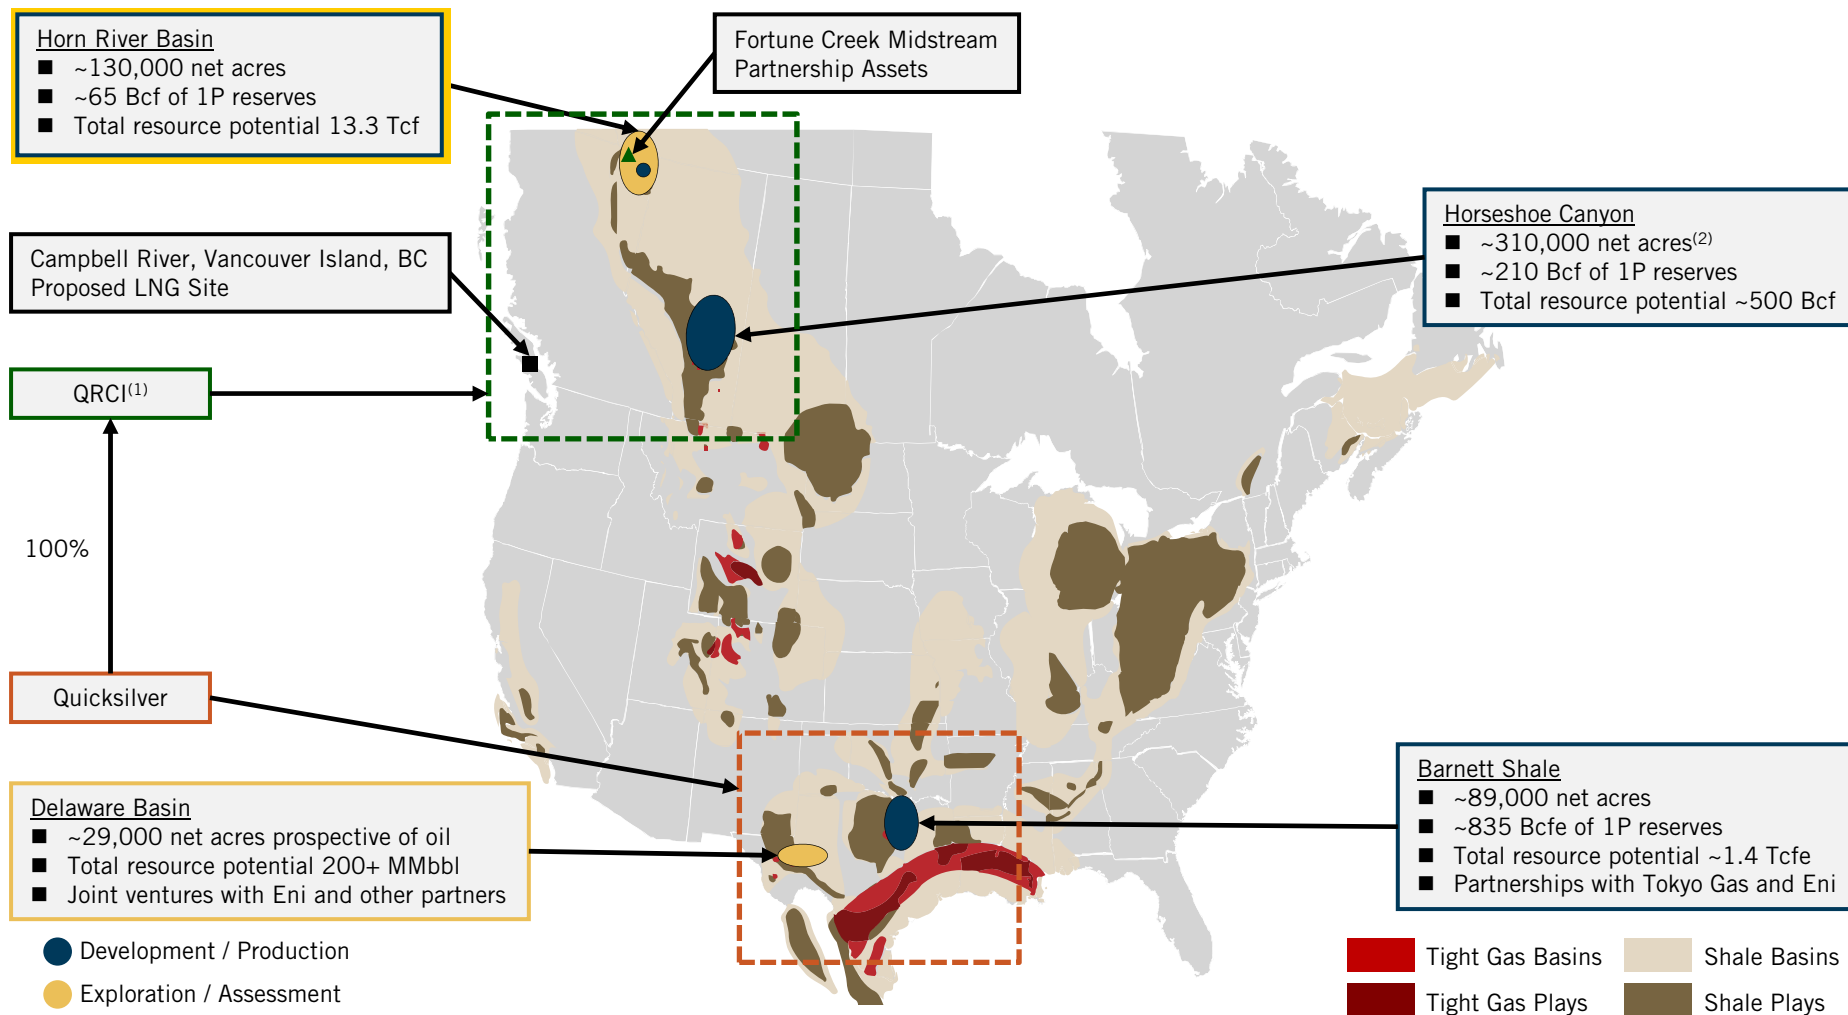 Horn River Basin
■ ~130,000 net acres
■ ~65 Bcf of 1P reserves
■ Total resource potential 13.3 Tcf
Fortune Creek Midstream
Partnership Assets
Horseshoe Canyon
■ ~310,000 net acres(2)
■ ~210 Bcf of 1P reserves
■ Total resource potential ~500 Bcf
Campbell River, Vancouver Island, BC
Proposed LNG Site
QRCI(1)
100%
Quicksilver
Delaware Basin
■ ~29,000 net acres prospective of oil
■ Total resource potential 200+ MMbbl
■ Joint ventures with Eni and other partners
Barnett Shale
■ ~89,000 net acres
■ ~835 Bcfe of 1P reserves
■ Total resource potential ~1.4 Tcfe
■ Partnerships with Tokyo Gas and Eni
Development / Production
Exploration / Assessment
Tight Gas Basins
Shale Basins
Tight Gas Plays
Shale Plays